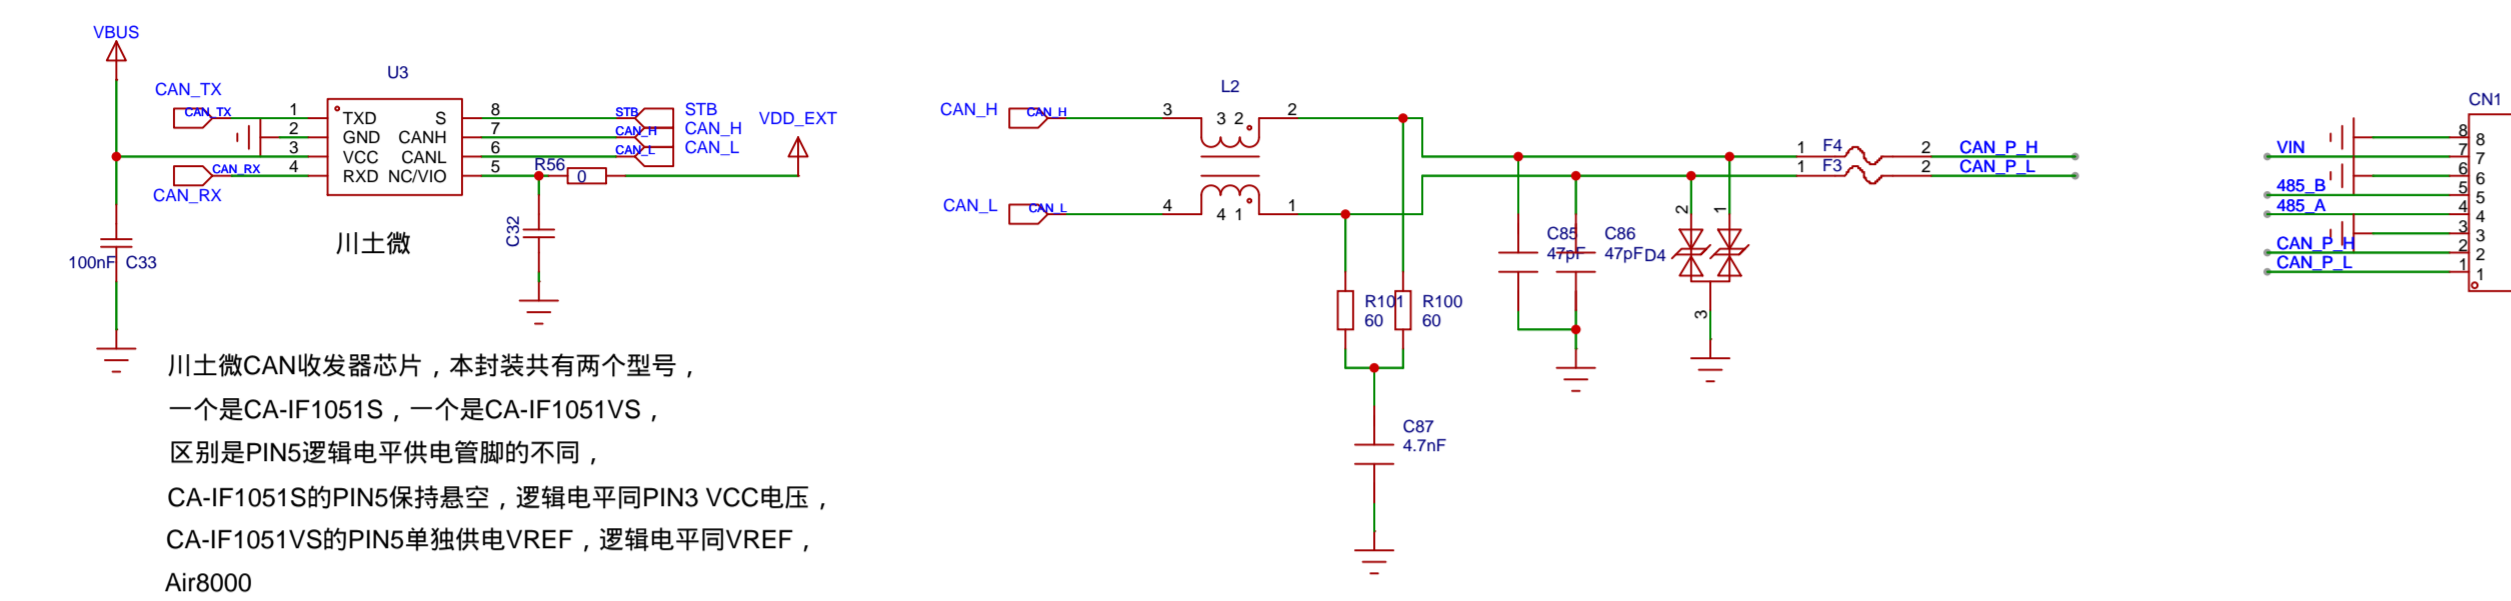 VBUS
U3
CAN_TX
CAN_TX
1
2
3
4
TXD
GND
VCC
RXD
S
CANH
CANL
NC/VIO
8
7
6
5
STB
CAN_H
CAN_L
STB
CAN_H
CAN_L
VDD_EXT
CAN_RX
CAN_RX
R56
0
C32
100nF C33
川土微
川土微CAN收发器芯片，本封装共有两个型号，
一个是CA-IF1051S，一个是CA-IF1051VS，
区别是PIN5逻辑电平供电管脚的不同，
CA-IF1051S的PIN5保持悬空，逻辑电平同PIN3 VCC电压，
CA-IF1051VS的PIN5单独供电VREF，逻辑电平同VREF，
Air8000
L2
CAN_H
CAN_H
3
3 2
2
CAN_L
CAN_L
4
4 1
1
R101
60
R100
60
C87
4.7nF
C85
47pF
C86
47pF
D4
2
1
3
1
F4
2
CAN_P_H
1
F3
2
CAN_P_L
CN1
VIN
485_B
485_A
CAN_P_H
CAN_P_L
8
7
6
5
4
3
2
1
8
7
6
5
4
3
2
1